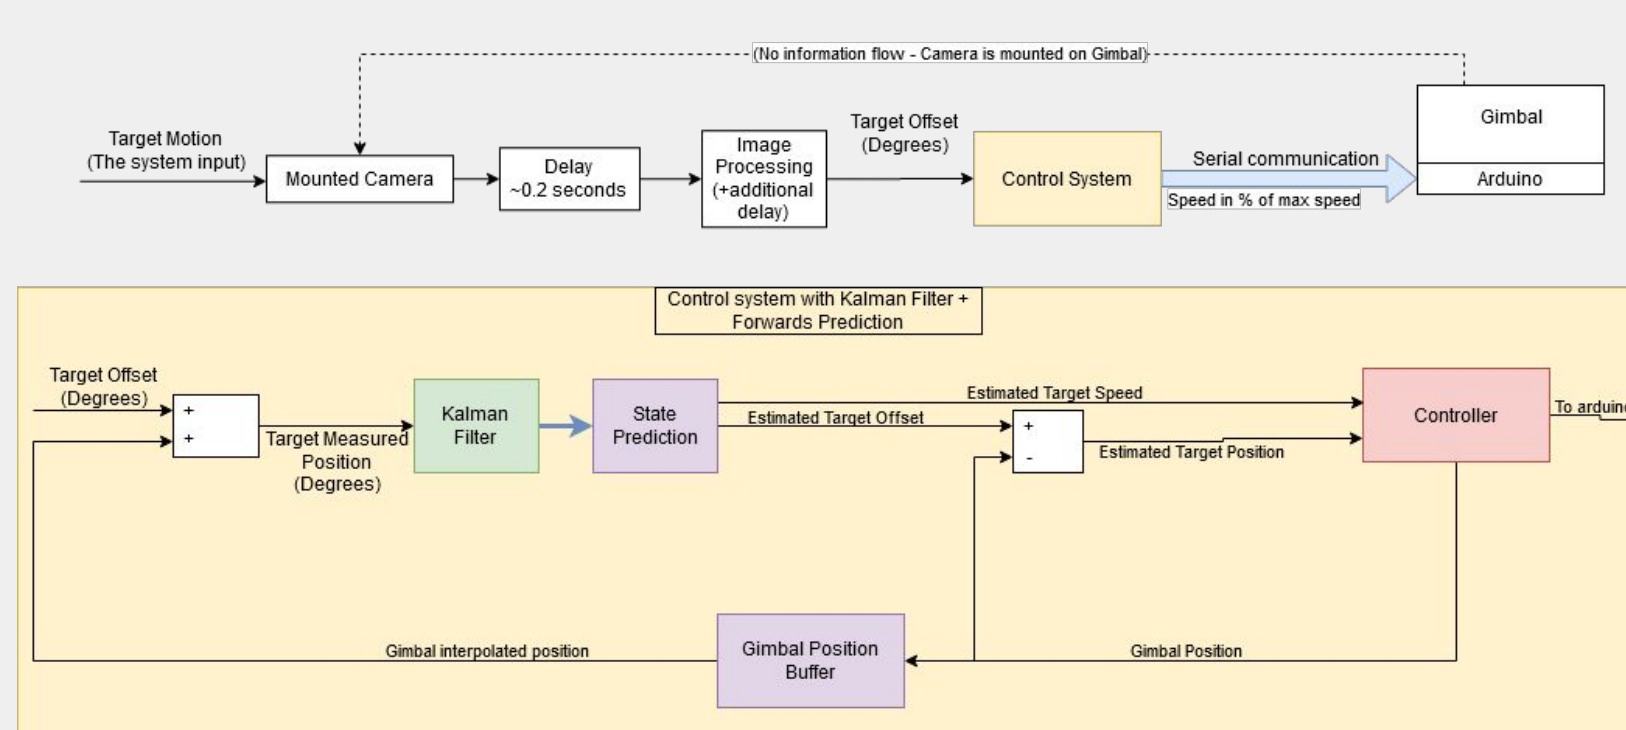 (No information flow - Camera is mounted on Gimbal)
Target Motion
(The system input)
Mounted Camera
Delay
~0.2 seconds
Image
Processing
(+additional
delay)
Target Offset
(Degrees)
Control System
Serial communication
Speed in % of max speed
Gimbal
Arduino
Control system with Kalman Filter +
Forwards Prediction
Target Offset
(Degrees)
+
+
Target Measured
Position
(Degrees)
Kalman
Filter
State
Prediction
Estimated Target Speed
Estimated Target Offset
+
-
Estimated Target Position
Controller
To arduino
Gimbal interpolated position
Gimbal Position
Buffer
Gimbal Position